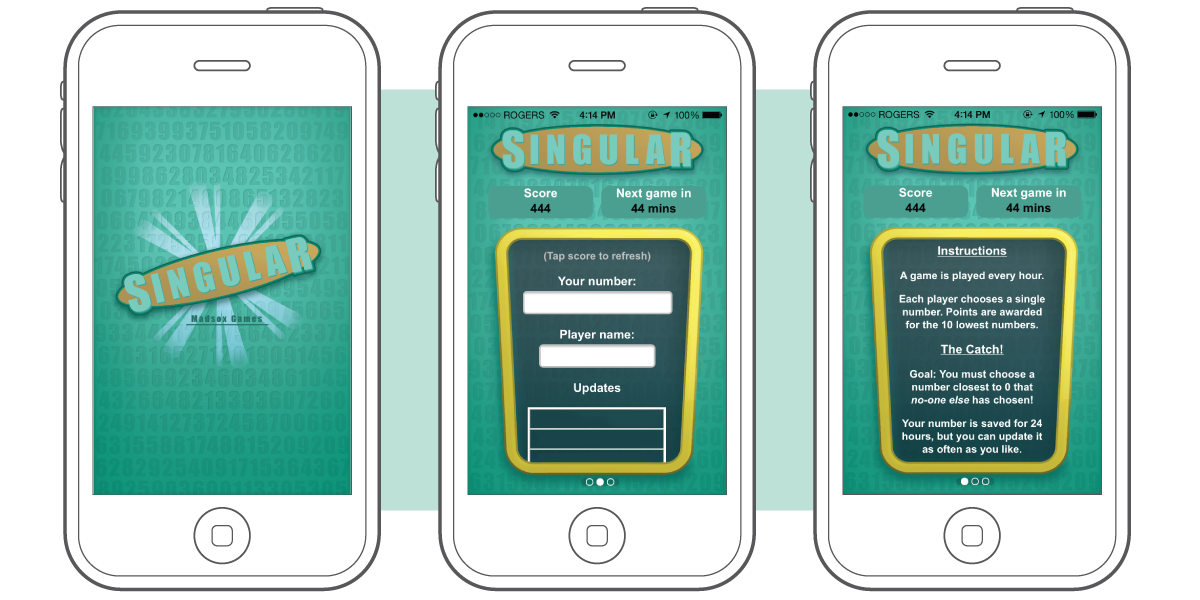 SINGULAR
Madsox Games
ROGERS 4:14 PM 100%
SINGULAR
Score
444
Next game in
44 mins
(Tap score to refresh)
Your number:
Player name:
Updates
ROGERS 4:14 PM 100%
SINGULAR
Score
444
Next game in
44 mins
Instructions
A game is played every hour.
Each player chooses a single
number. Points are awarded
for the 10 lowest numbers.
The Catch!
Goal: You must choose a
number closest to 0 that
no-one else has chosen!
Your number is saved for 24
hours, but you can update it
as often as you like.